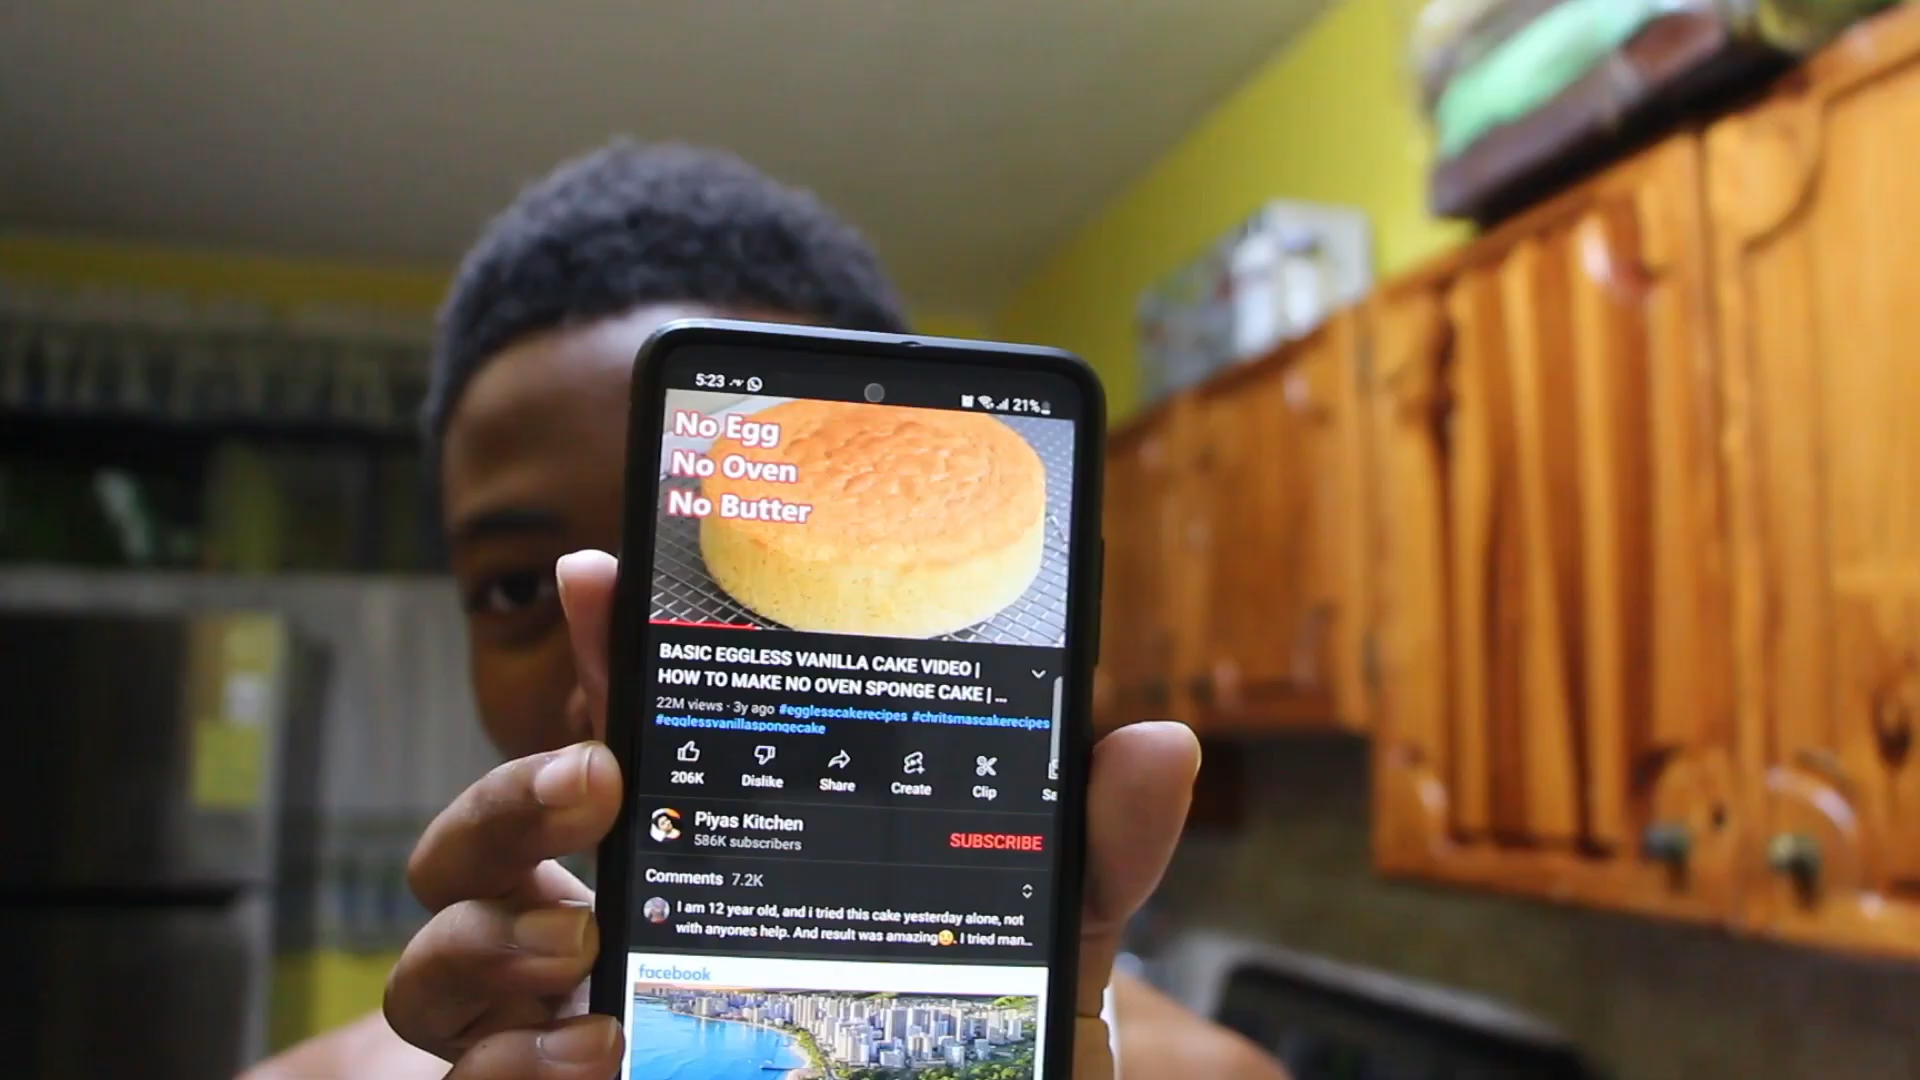 5:23
21%
No Egg
No Oven
No Butter
BASIC EGGLESS VANILLA CAKE VIDEO |
HOW TO MAKE NO OVEN SPONGE CAKE | ...
22M views · 3y ago #egglesscakerecipes #chritsmascakerecipes
#egglessvanillaspongecake
206K
Dislike
Share
Create
Clip
Sa
Piyas Kitchen
586K subscribers
SUBSCRIBE
Comments 7.2K
I am 12 year old, and i tried this cake yesterday alone, not
with anyones help. And result was amazing🥺. I tried man...
facebook